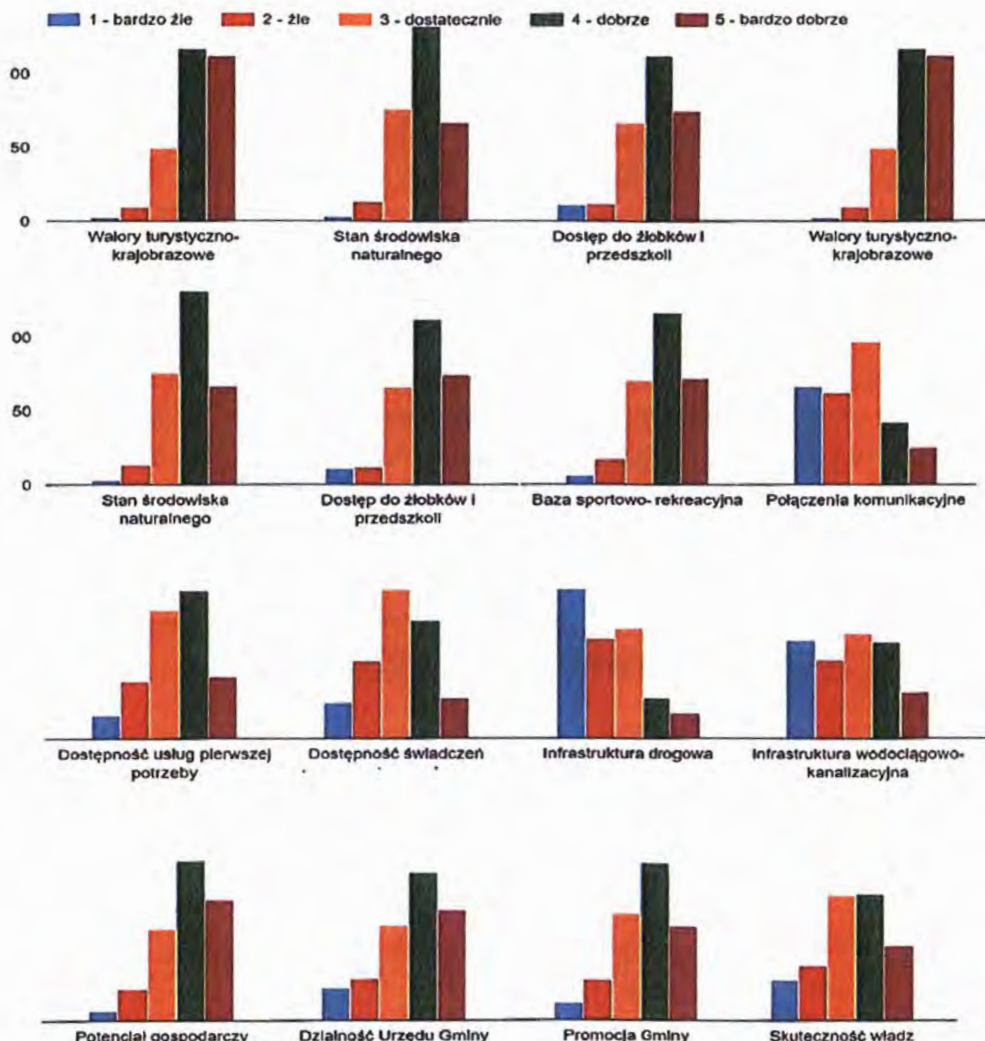 1 - bardzo źle 2 - źle 3 - dostatecznie 4 - dobrze 5 - bardzo dobrze
00
50
0
Walory turystyczno- Stan środowiska Dostęp do żłobków i Walory turystyczno-
krajobrazowe naturalnego przedszkoli krajobrazowe
00
50
0
Stan środowiska Dostęp do żłobków i Baza sportowo- rekreacyjna Połączenia komunikacyjne
naturalnego przedszkoli
Dostępność usług pierwszej Dostępność świadczeń Infrastruktura drogowa Infrastruktura wodociągowo-
potrzeby kanalizacyjna
Potencjał gospodarczy Działność Urzędu Gminy Promocja Gminy Skuteczność władz